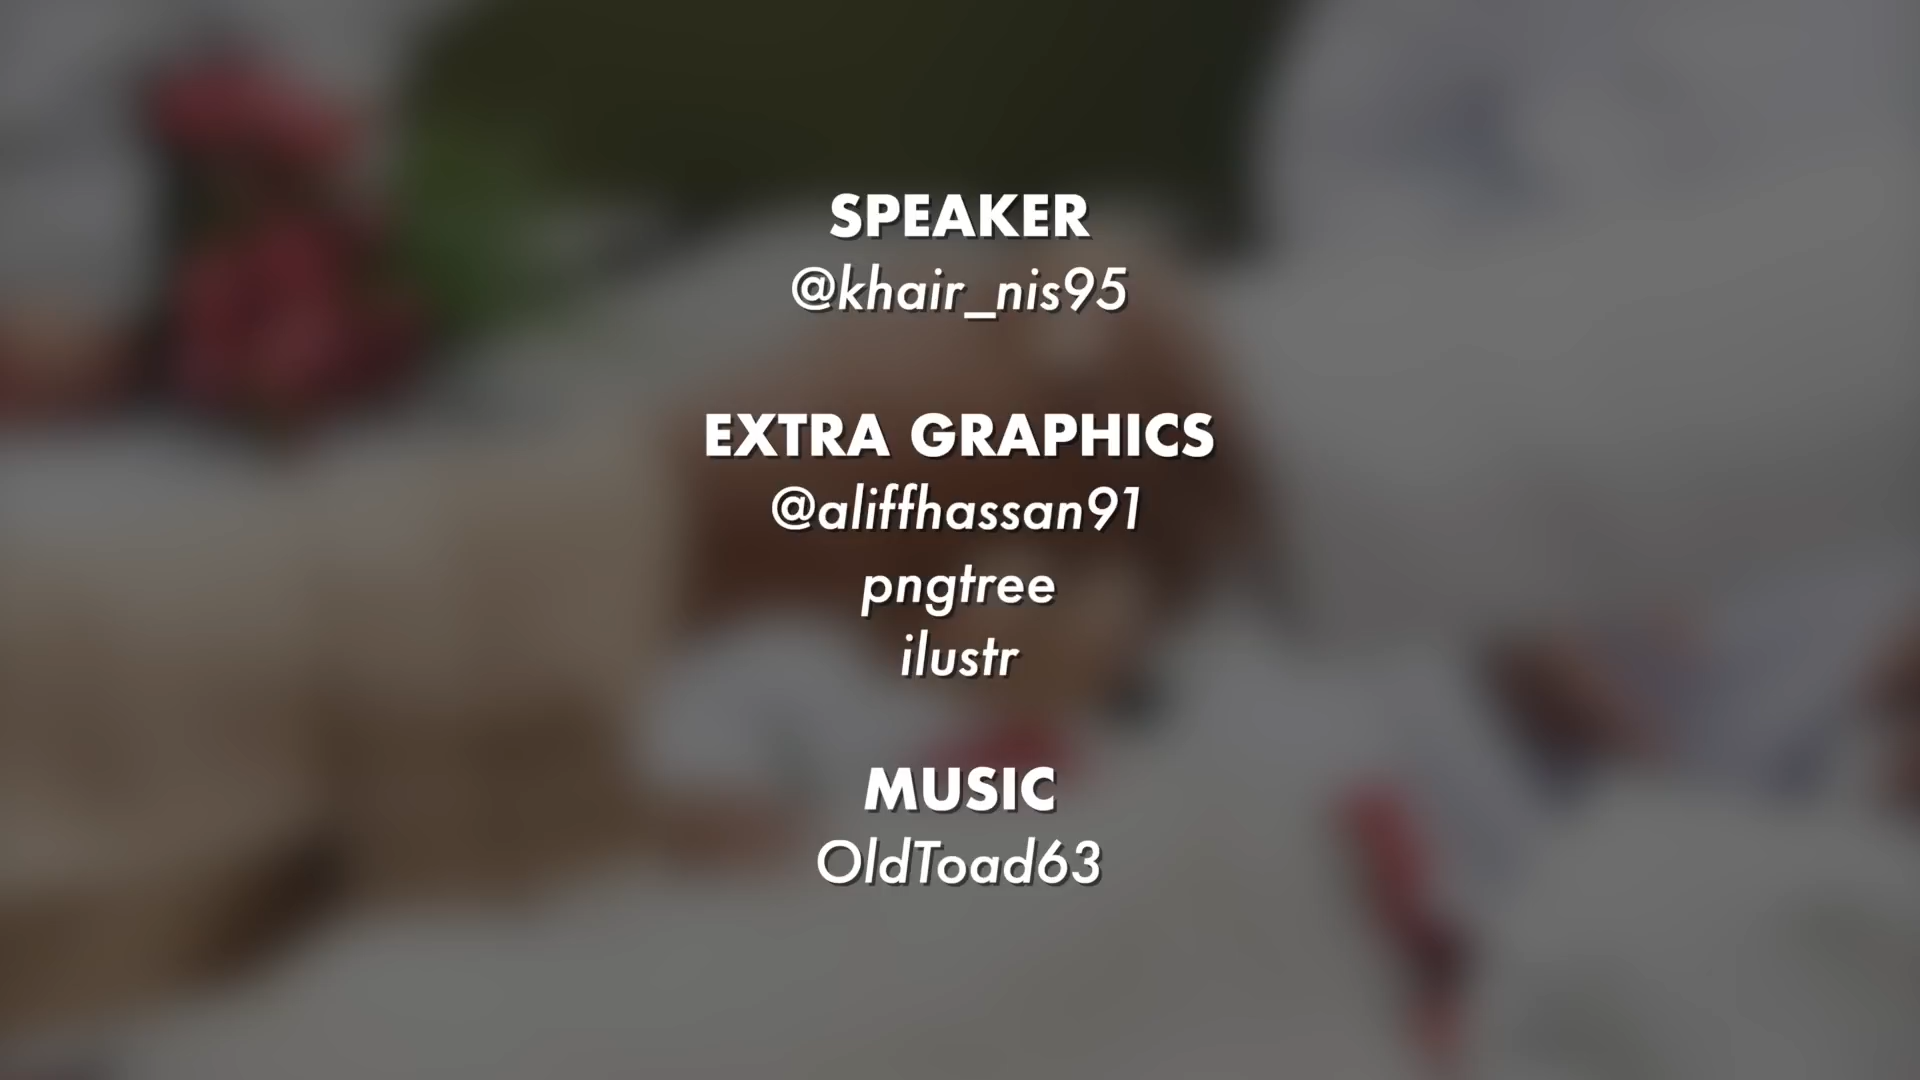 SPEAKER
@khair_nis95
EXTRA GRAPHICS
@aliffhassan91
pngtree
ilustr
MUSIC
OldToad63